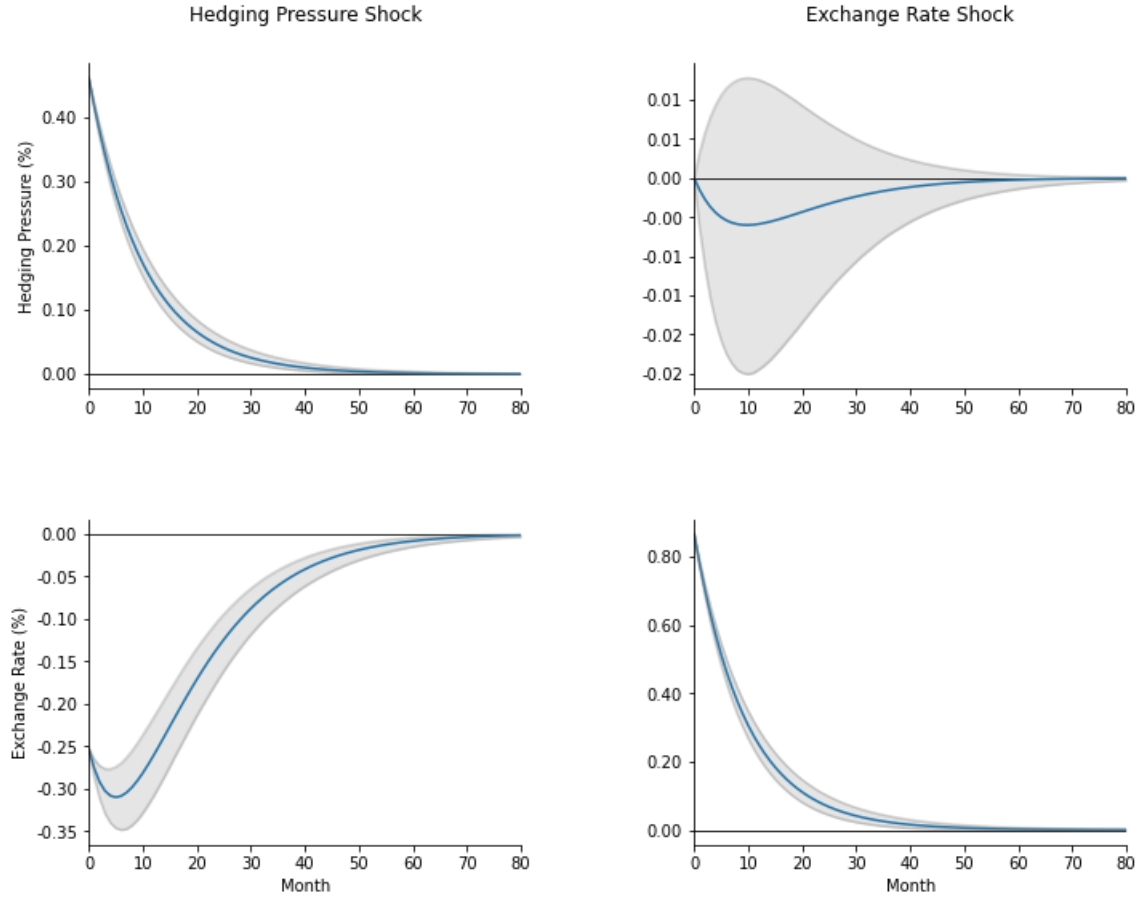 Hedging Pressure Shock
Exchange Rate Shock
Hedging Pressure (%)
0.40
0.30
0.20
0.10
0.00
0 10 20 30 40 50 60 70 80
0.01
0.01
0.00
-0.00
-0.01
-0.01
-0.02
-0.02
0 10 20 30 40 50 60 70 80
Exchange Rate (%)
0.00
-0.05
-0.10
-0.15
-0.20
-0.25
-0.30
-0.35
0 10 20 30 40 50 60 70 80
Month
0.80
0.60
0.40
0.20
0.00
0 10 20 30 40 50 60 70 80
Month